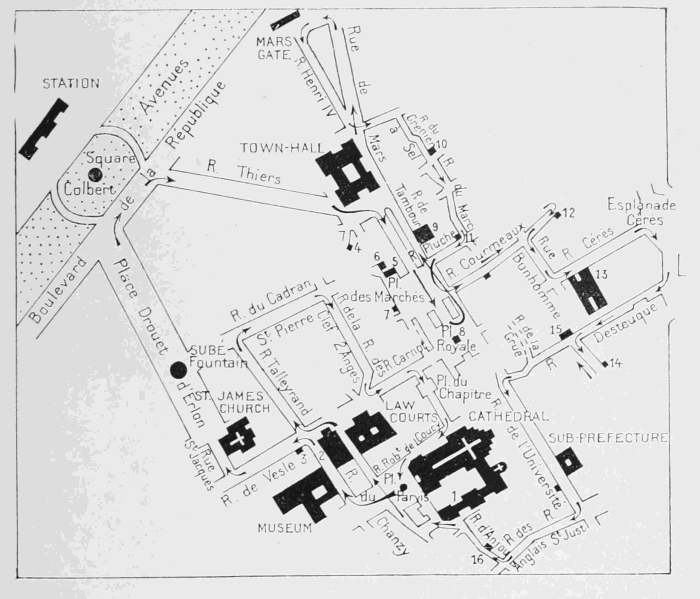 MARS
GATE
R. Henri IV
Rue de
Mars
STATION
Avenues
de la République
Square
Colbert
Boulevard
TOWN-HALL
R. Thiers
R. du
Grenier
à Sel
10
R. du Marc
R. de
Tambour
9
Pluche
11
7
4
6
5
Pl.
des Marchés
7
R. Courmeaux
12
Rue
Bonhomme
R. Cérès
Esplanade
Cérès
13
Pl. 8
Royale
15
R. Desteuque
14
R. de la
Place Drouet
d'Erlon
SUBE
Fountain
R. du Cadran
St Pierre
R. de la Clef
R. des
2 Anges
R. Carnot
R. Talleyrand
Pl. du
Chapitre
ST. JAMES
CHURCH
LAW
COURTS
CATHEDRAL
SUB-PREFECTURE
Rue
St Jacques
R. de Vesle
3
2
R. Robt de Coucy
Pl.
du Parvis
R.
1
R. de l'Université
MUSEUM
Chanzy
R. d'Anjou
R. des
Anglais
R. St Just
16